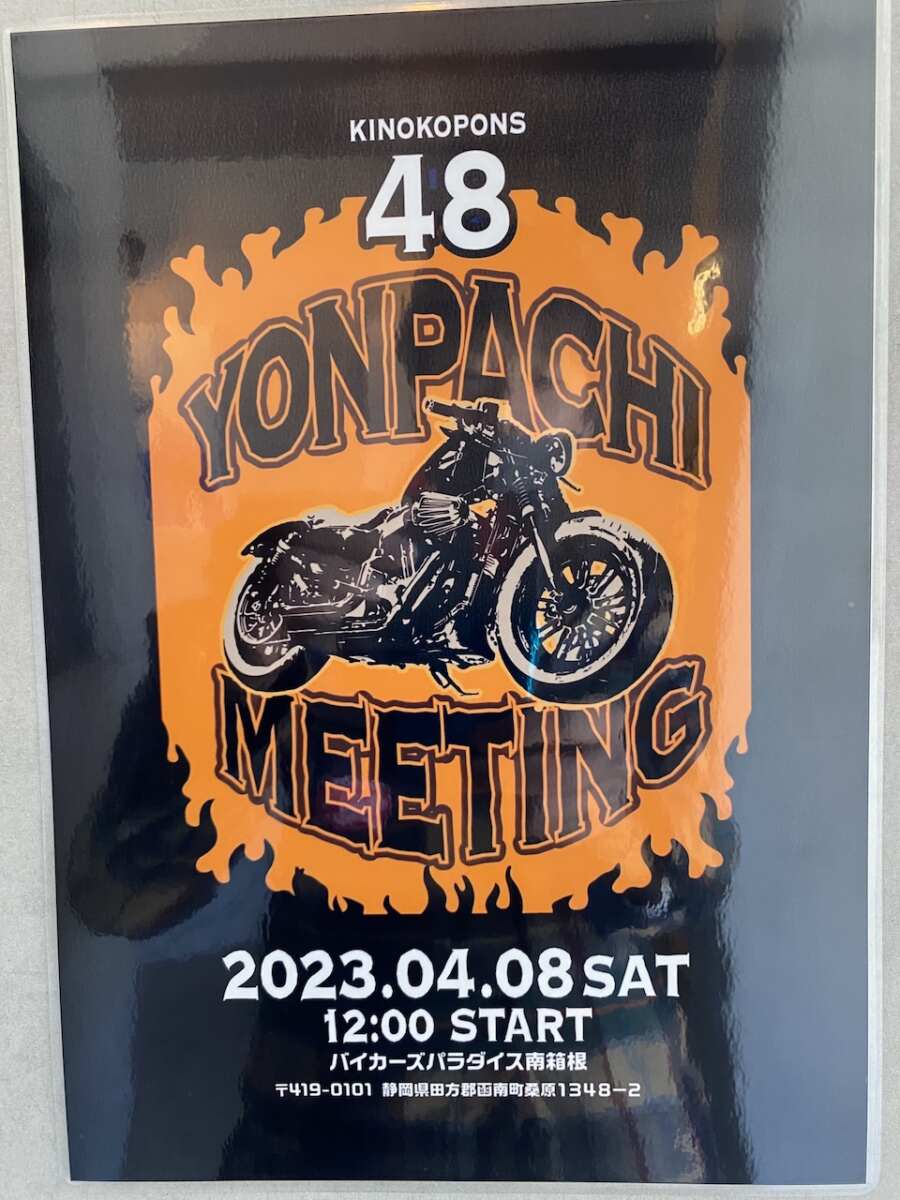 KINOKOPONS
48
YONPACHI
MEETING
2023.04.08 SAT
12:00 START
バイカーズパラダイス南箱根
〒419-0101 静岡県田方郡函南町桑原1348-2